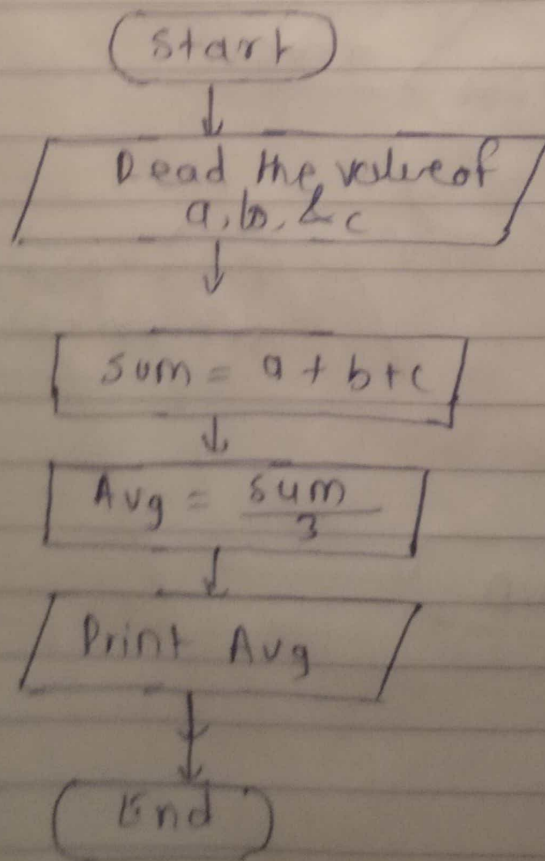 Start
Dead the value of
a, b, & c
sum = a + b + c
Avg = sum
3
Print Avg
End